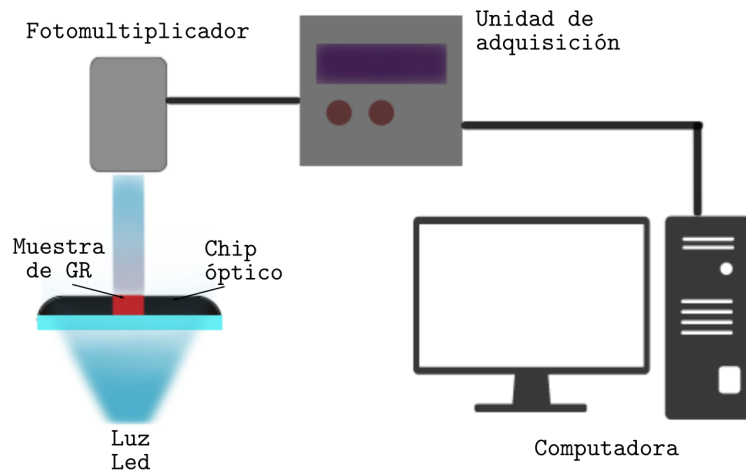 Fotomultiplicador
Unidad de
adquisición
Muestra
de GR
Chip
óptico
Luz
Led
Computadora